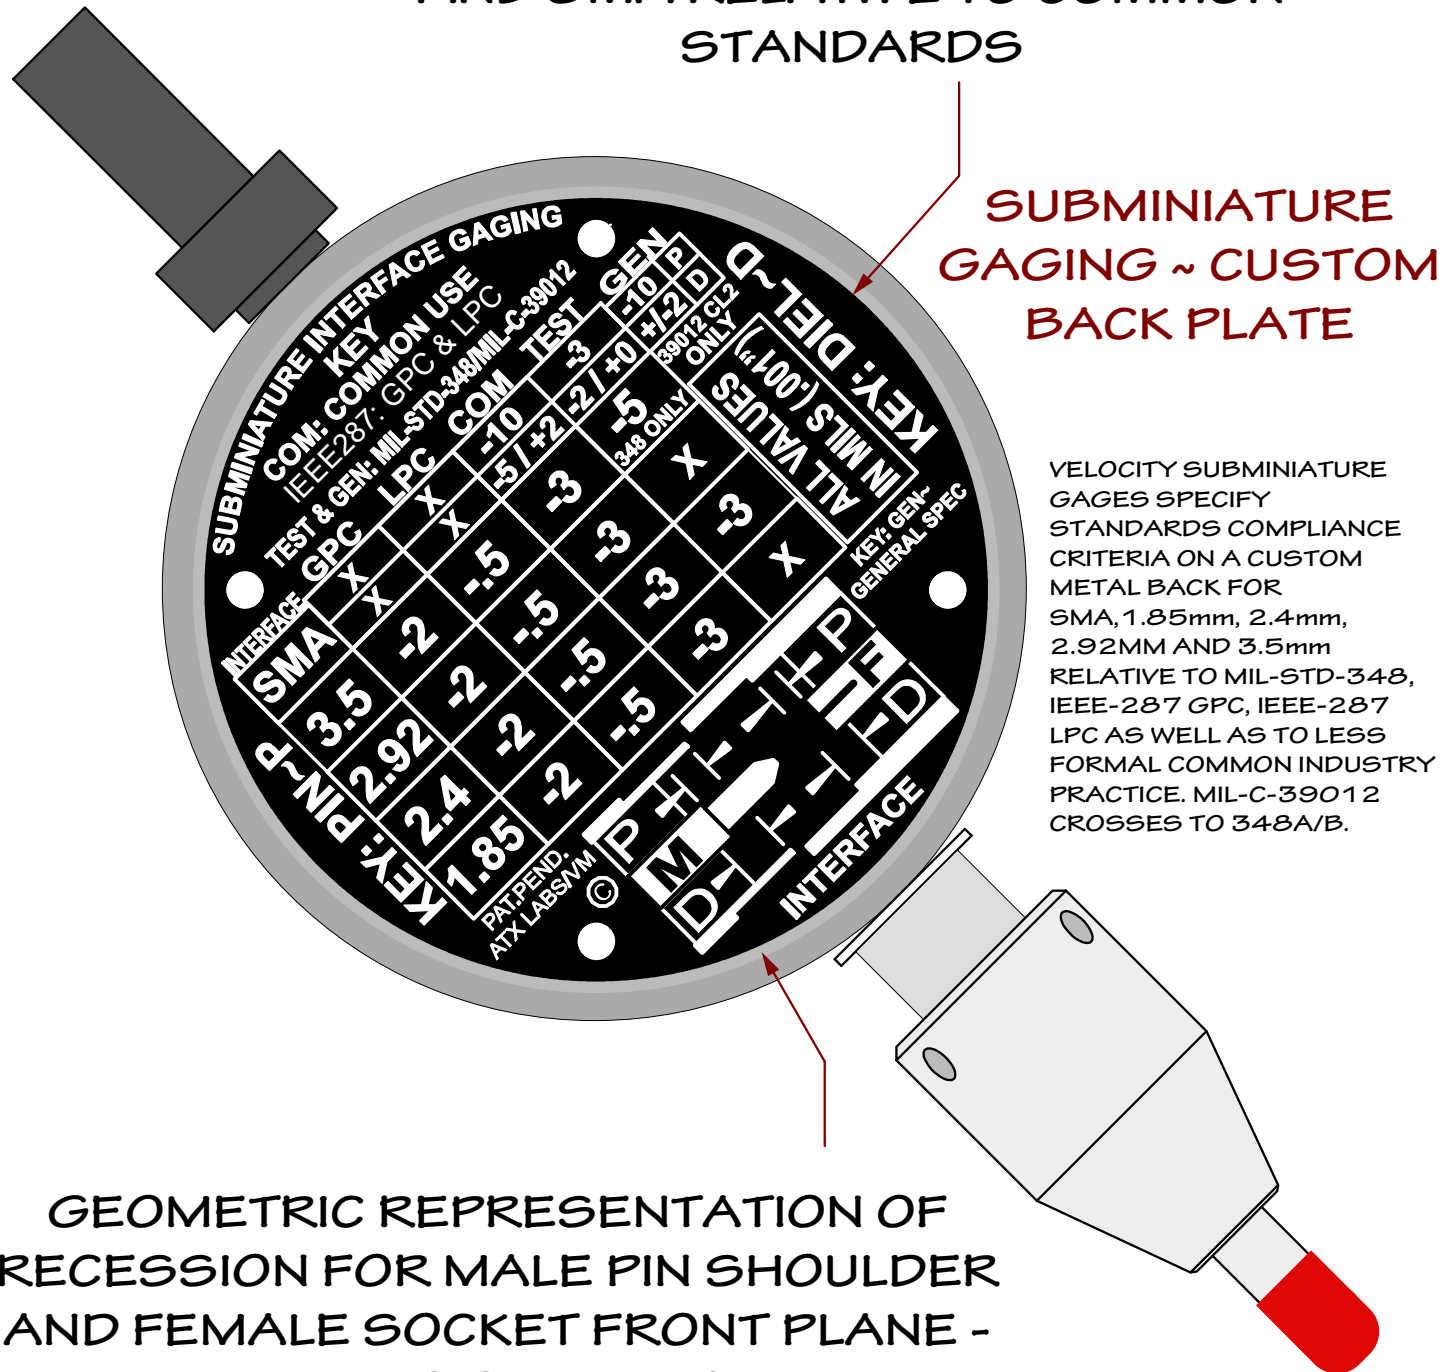 AND SMA RELATIVE TO COMMON
STANDARDS
SUBMINIATURE
GAGING ~ CUSTOM
BACK PLATE
SUBMINIATURE INTERFACE GAGING
KEY
COM: COMMON USE
IEEE287: GPC & LPC
TEST & GEN: MIL-STD-348/MIL-C-39012
INTERFACE GPC LPC COM TEST GEN
SMA X X -10 -3 -10 P
X X -5 / +2 -2 / +0 +/-2 D
3.5 -2 -.5 -3 -5 39012 CL2
348 ONLY ONLY
2.92 -2 -.5 -3 X
2.4 -2 -.5 -3 -3
1.85 -2 -.5 -3 X
KEY: PIN~P
KEY: DIEL~D
ALL VALUES
IN MILS (.001")
KEY: GEN~
GENERAL SPEC
PAT.PEND.
ATX LABS/VM
©
P M D
P F D
INTERFACE
VELOCITY SUBMINIATURE
GAGES SPECIFY
STANDARDS COMPLIANCE
CRITERIA ON A CUSTOM
METAL BACK FOR
SMA,1.85mm, 2.4mm,
2.92MM AND 3.5mm
RELATIVE TO MIL-STD-348,
IEEE-287 GPC, IEEE-287
LPC AS WELL AS TO LESS
FORMAL COMMON INDUSTRY
PRACTICE. MIL-C-39012
CROSSES TO 348A/B.
GEOMETRIC REPRESENTATION OF
RECESSION FOR MALE PIN SHOULDER
AND FEMALE SOCKET FRONT PLANE -